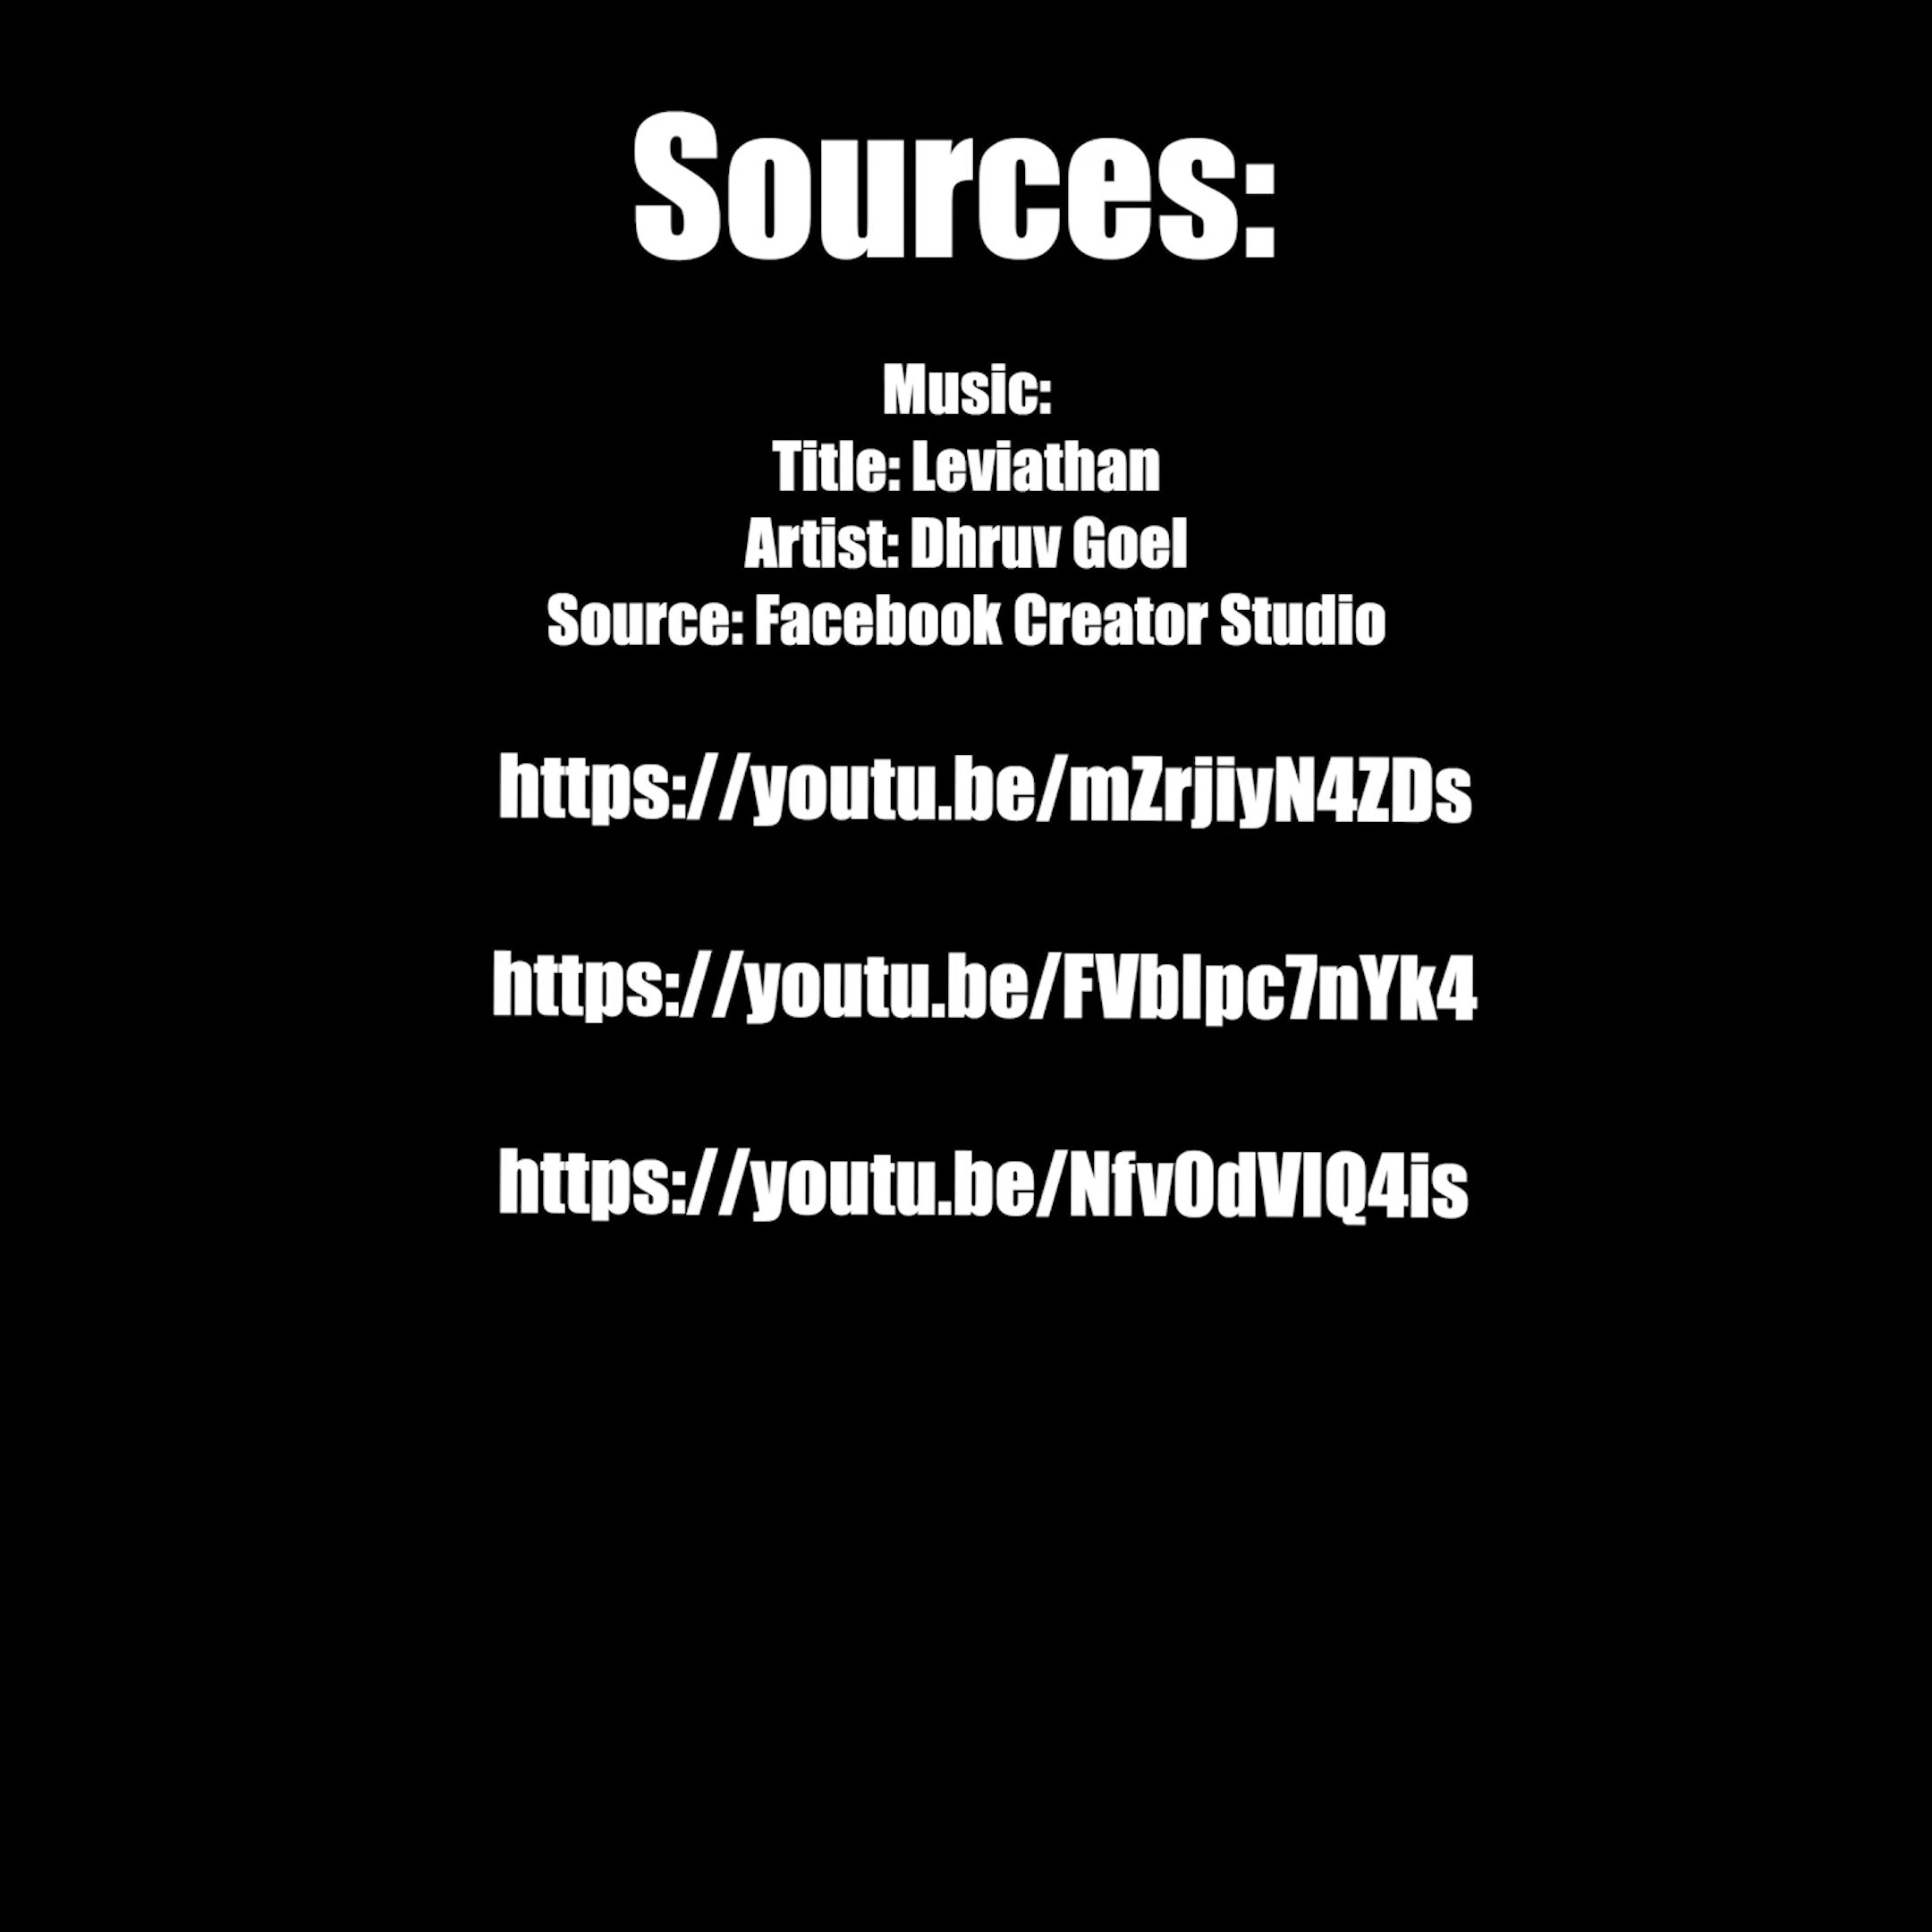 Sources:
Music:
Title: Leviathan
Artist: Dhruv Goel
Source: Facebook Creator Studio
https://youtu.be/mZrjiyN4ZDs
https://youtu.be/FVbIpc7nYk4
https://youtu.be/Nfv0dVIQ4is